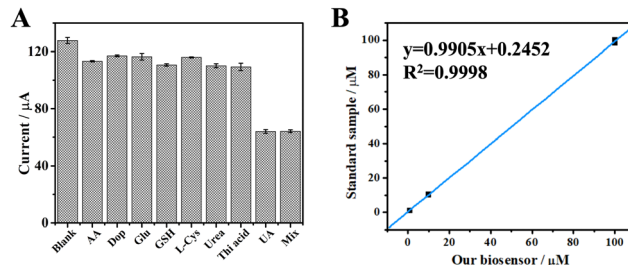 A
Current / μA
120
80
40
0
Blank
AA
Dop
Glu
GSH
L-Cys
Urea
Thi acid
UA
Mix
B
y=0.9905x+0.2452
R²=0.9998
Standard sample / μM
100
80
60
40
20
0
0 20 40 60 80 100
Our biosensor / μM